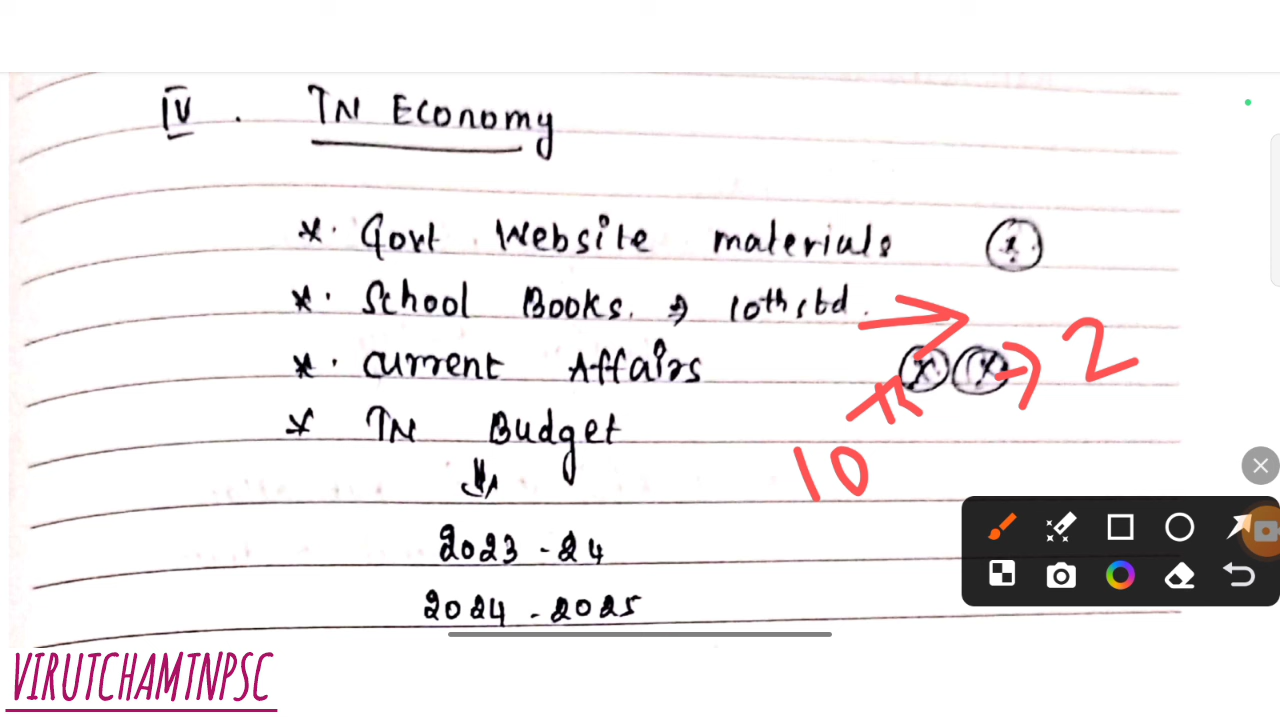 IV . TN Economy
* . Govt Website materials
* . School Books. ⇒ 10th std.
* . Current Affairs
2
* TN Budget
10
2023 - 24
2024 - 2025
VIRUTCHAMTNPSC